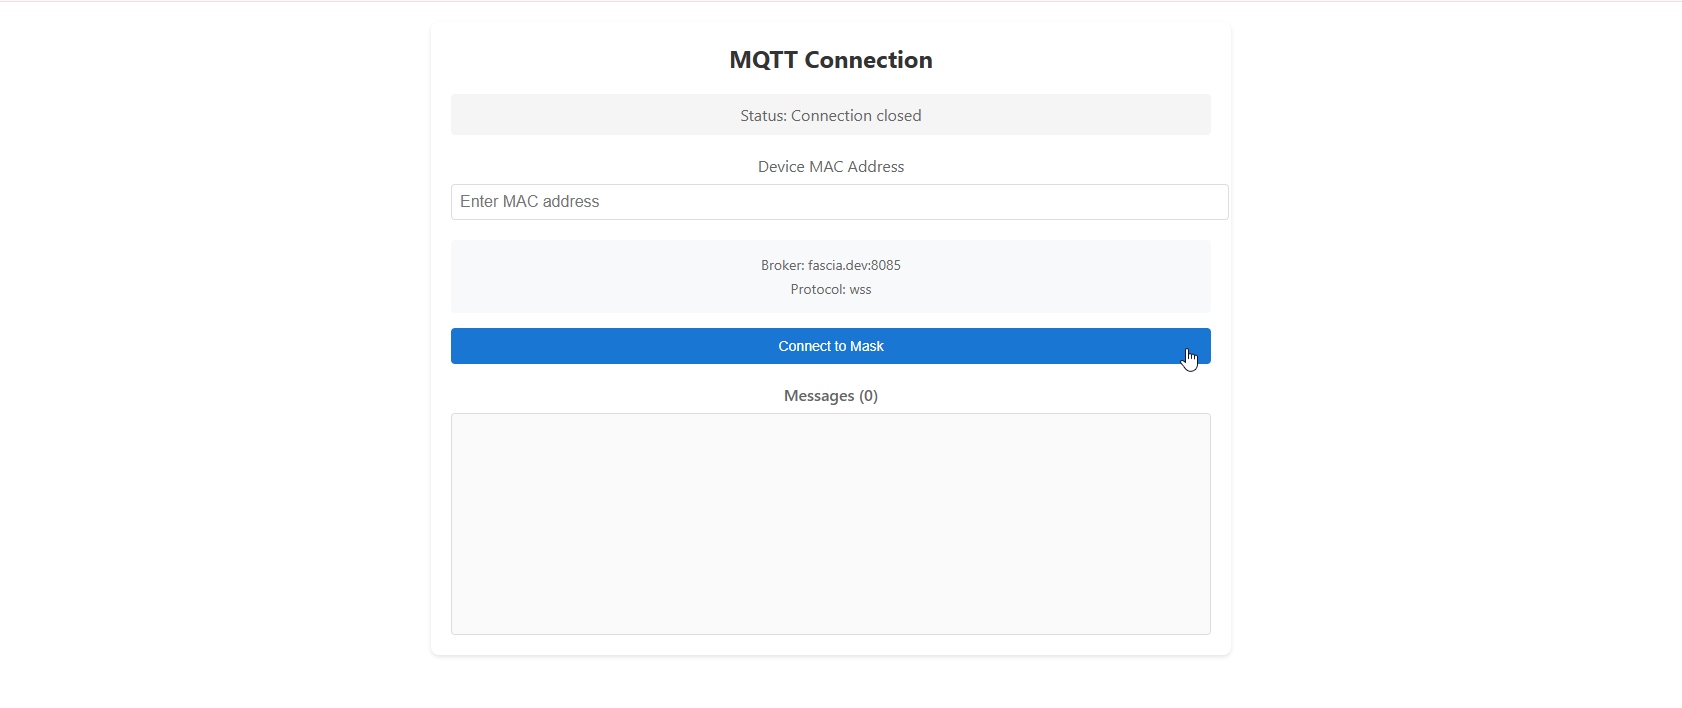 MQTT Connection
Status: Connection closed
Device MAC Address
Enter MAC address
Broker: fascia.dev:8085
Protocol: wss
Connect to Mask
Messages (0)